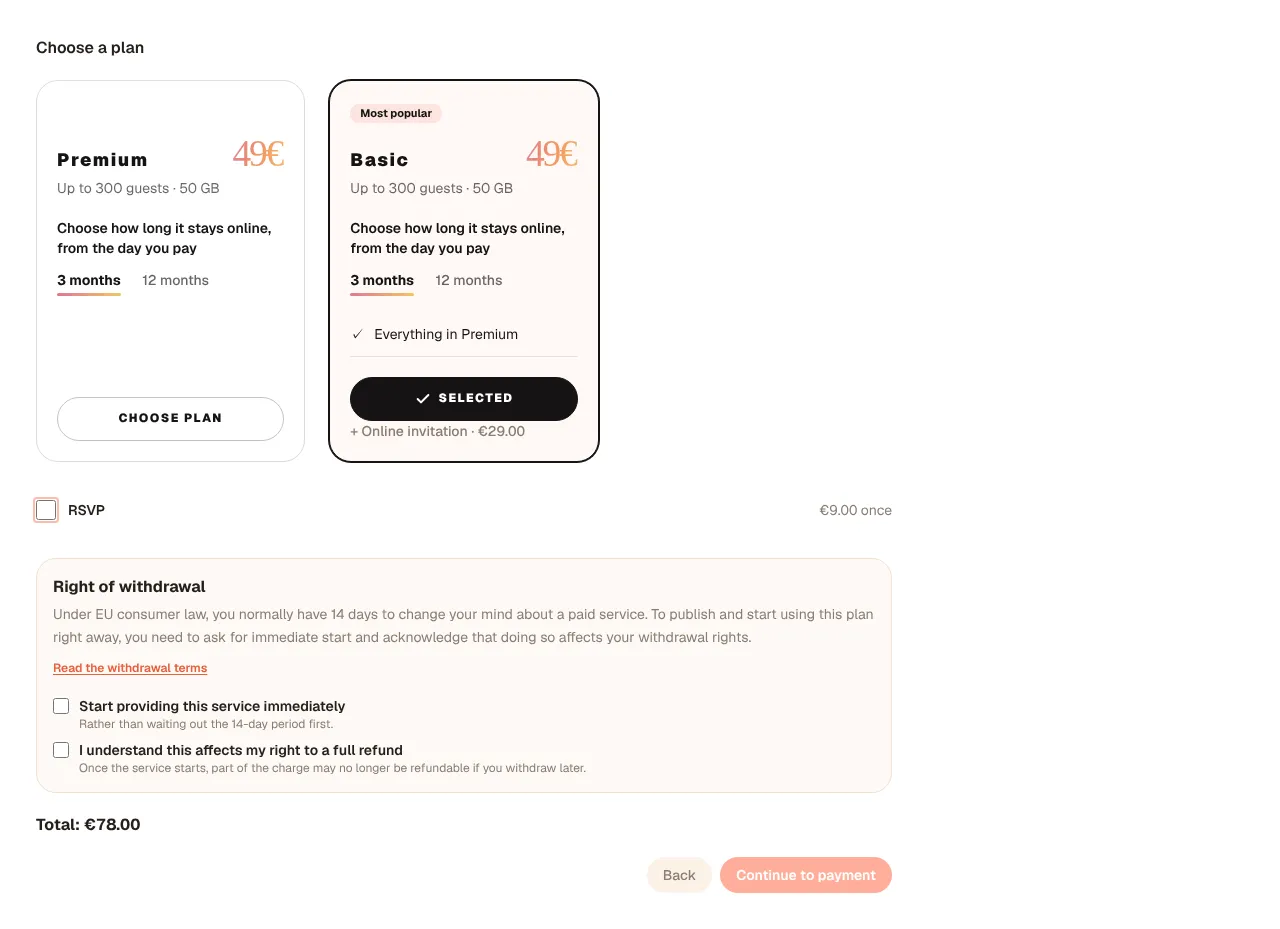 Choose a plan
Premium
49€
Up to 300 guests · 50 GB
Choose how long it stays online,
from the day you pay
3 months
12 months
CHOOSE PLAN
Most popular
Basic
49€
Up to 300 guests · 50 GB
Choose how long it stays online,
from the day you pay
3 months
12 months
✓ Everything in Premium
✓ SELECTED
+ Online invitation · €29.00
RSVP
€9.00 once
Right of withdrawal
Under EU consumer law, you normally have 14 days to change your mind about a paid service. To publish and start using this plan
right away, you need to ask for immediate start and acknowledge that doing so affects your withdrawal rights.
Read the withdrawal terms
Start providing this service immediately
Rather than waiting out the 14-day period first.
I understand this affects my right to a full refund
Once the service starts, part of the charge may no longer be refundable if you withdraw later.
Total: €78.00
Back
Continue to payment